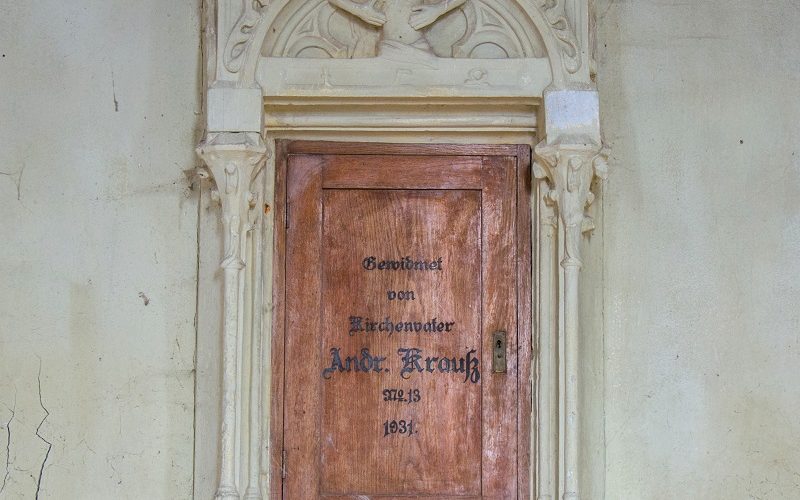 Gewidmet
von
Kirchenvater
Andr. Krauß
No. 13
1931.